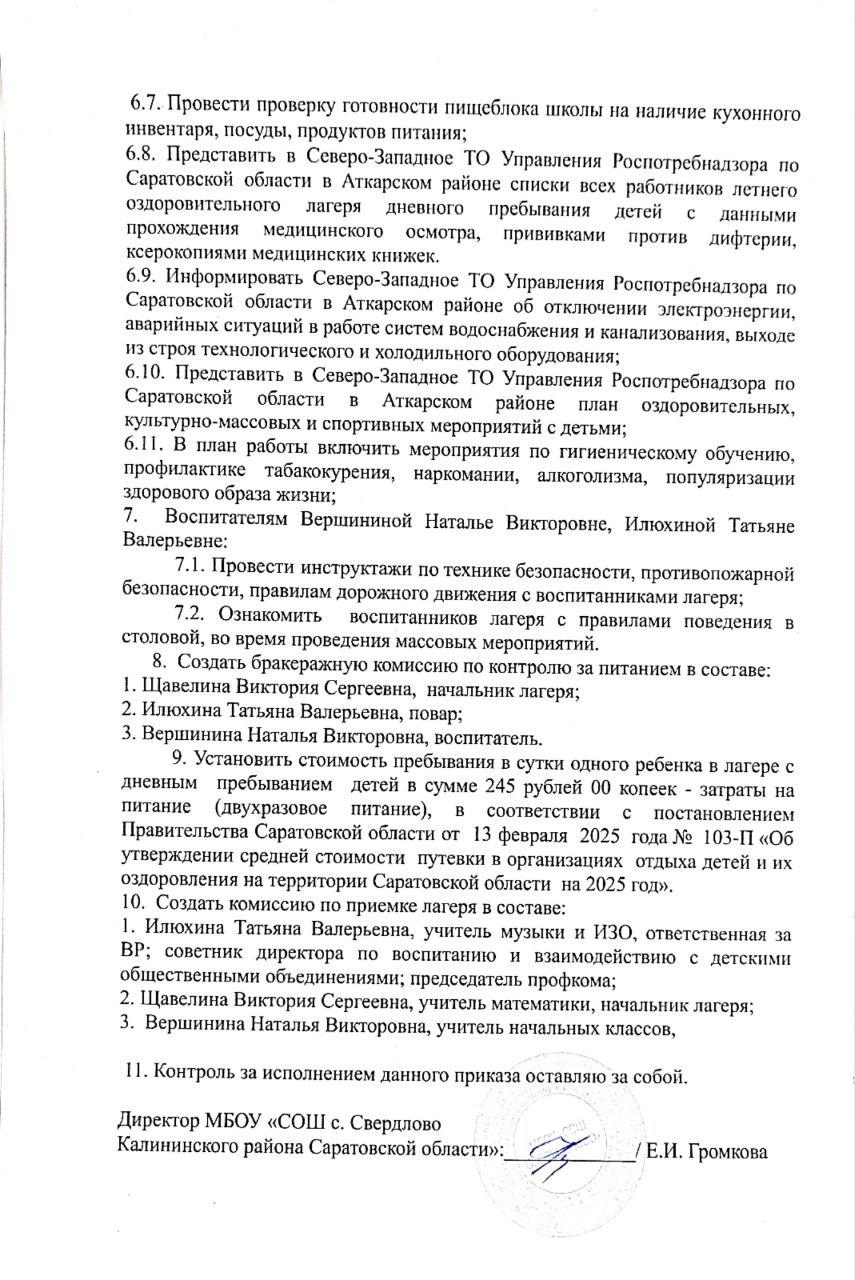 6.7. Провести проверку готовности пищеблока школы на наличие кухонного
инвентаря, посуды, продуктов питания;
6.8. Представить в Северо-Западное ТО Управления Роспотребнадзора по
Саратовской области в Аткарском районе списки всех работников летнего
оздоровительного лагеря дневного пребывания детей с данными
прохождения медицинского осмотра, прививками против дифтерии,
ксерокопиями медицинских книжек.
6.9. Информировать Северо-Западное ТО Управления Роспотребнадзора по
Саратовской области в Аткарском районе об отключении электроэнергии,
аварийных ситуаций в работе систем водоснабжения и канализования, выходе
из строя технологического и холодильного оборудования;
6.10. Представить в Северо-Западное ТО Управления Роспотребнадзора по
Саратовской области в Аткарском районе план оздоровительных,
культурно-массовых и спортивных мероприятий с детьми;
6.11. В план работы включить мероприятия по гигиеническому обучению,
профилактике табакокурения, наркомании, алкоголизма, популяризации
здорового образа жизни;
7. Воспитателям Вершининой Наталье Викторовне, Илюхиной Татьяне
Валерьевне:
7.1. Провести инструктажи по технике безопасности, противопожарной
безопасности, правилам дорожного движения с воспитанниками лагеря;
7.2. Ознакомить воспитанников лагеря с правилами поведения в
столовой, во время проведения массовых мероприятий.
8. Создать бракеражную комиссию по контролю за питанием в составе:
1. Щавелина Виктория Сергеевна, начальник лагеря;
2. Илюхина Татьяна Валерьевна, повар;
3. Вершинина Наталья Викторовна, воспитатель.
9. Установить стоимость пребывания в сутки одного ребенка в лагере с
дневным пребыванием детей в сумме 245 рублей 00 копеек - затраты на
питание (двухразовое питание), в соответствии с постановлением
Правительства Саратовской области от 13 февраля 2025 года № 103-П «Об
утверждении средней стоимости путевки в организациях отдыха детей и их
оздоровления на территории Саратовской области на 2025 год».
10. Создать комиссию по приемке лагеря в составе:
1. Илюхина Татьяна Валерьевна, учитель музыки и ИЗО, ответственная за
ВР; советник директора по воспитанию и взаимодействию с детскими
общественными объединениями; председатель профкома;
2. Щавелина Виктория Сергеевна, учитель математики, начальник лагеря;
3. Вершинина Наталья Викторовна, учитель начальных классов,
11. Контроль за исполнением данного приказа оставляю за собой.
Директор МБОУ «СОШ с. Свердлово
Калининского района Саратовской области»:____________/ Е.И. Громкова